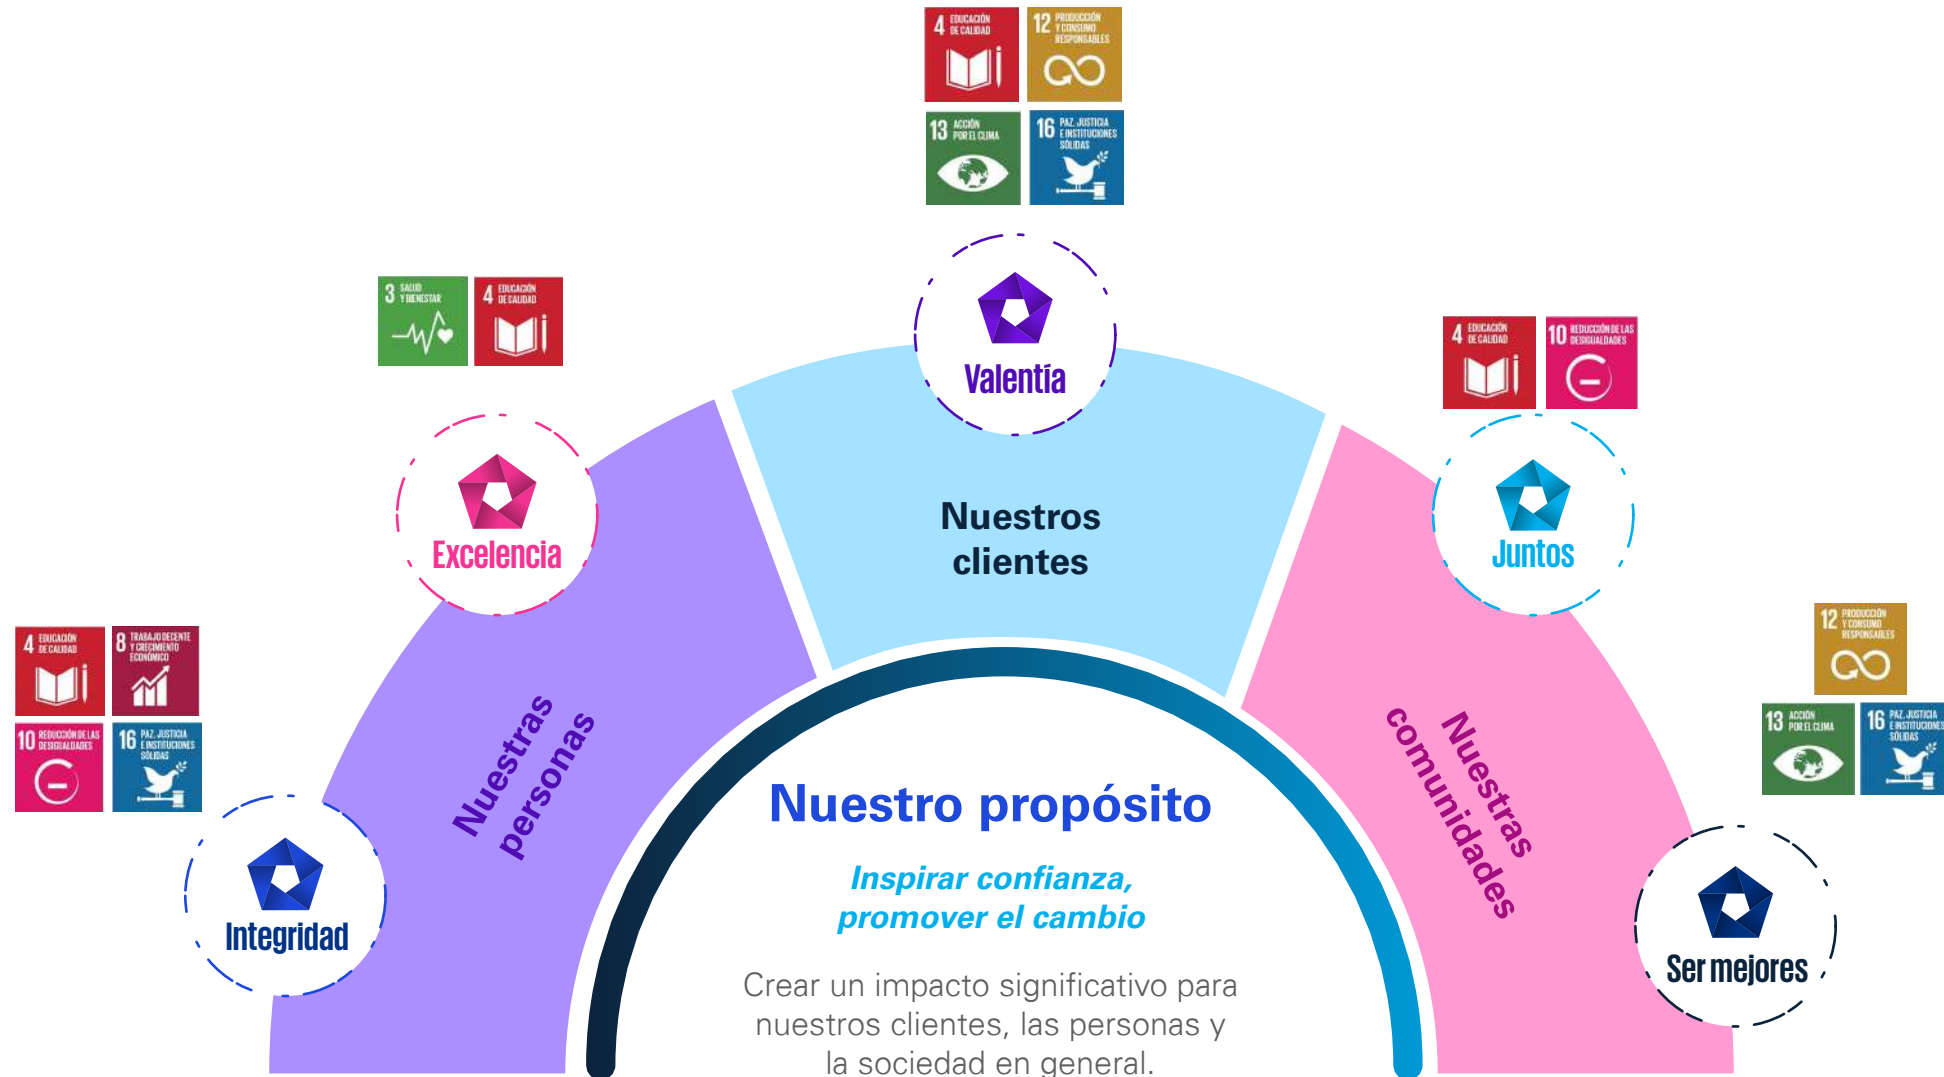 4 EDUCACIÓN
DE CALIDAD
12 PRODUCCIÓN
Y CONSUMO
RESPONSABLES
13 ACCIÓN
POR EL CLIMA
16 PAZ, JUSTICIA
E INSTITUCIONES
SÓLIDAS
Valentía
3 SALUD
Y BIENESTAR
4 EDUCACIÓN
DE CALIDAD
Excelencia
4 EDUCACIÓN
DE CALIDAD
10 REDUCCIÓN DE LAS
DESIGUALDADES
Juntos
4 EDUCACIÓN
DE CALIDAD
8 TRABAJO DECENTE
Y CRECIMIENTO
ECONÓMICO
10 REDUCCIÓN DE LAS
DESIGUALDADES
16 PAZ, JUSTICIA
E INSTITUCIONES
SÓLIDAS
Integridad
12 PRODUCCIÓN
Y CONSUMO
RESPONSABLES
13 ACCIÓN
POR EL CLIMA
16 PAZ, JUSTICIA
E INSTITUCIONES
SÓLIDAS
Ser mejores
Nuestras
personas
Nuestros
clientes
Nuestras
comunidades
Nuestro propósito
Inspirar confianza,
promover el cambio
Crear un impacto significativo para
nuestros clientes, las personas y
la sociedad en general.